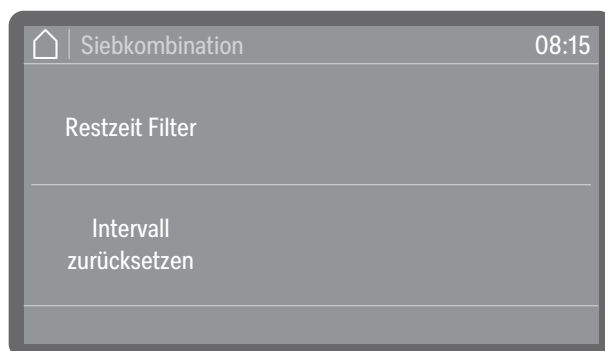 Siebkombination 08:15
Restzeit Filter
Intervall
zurücksetzen